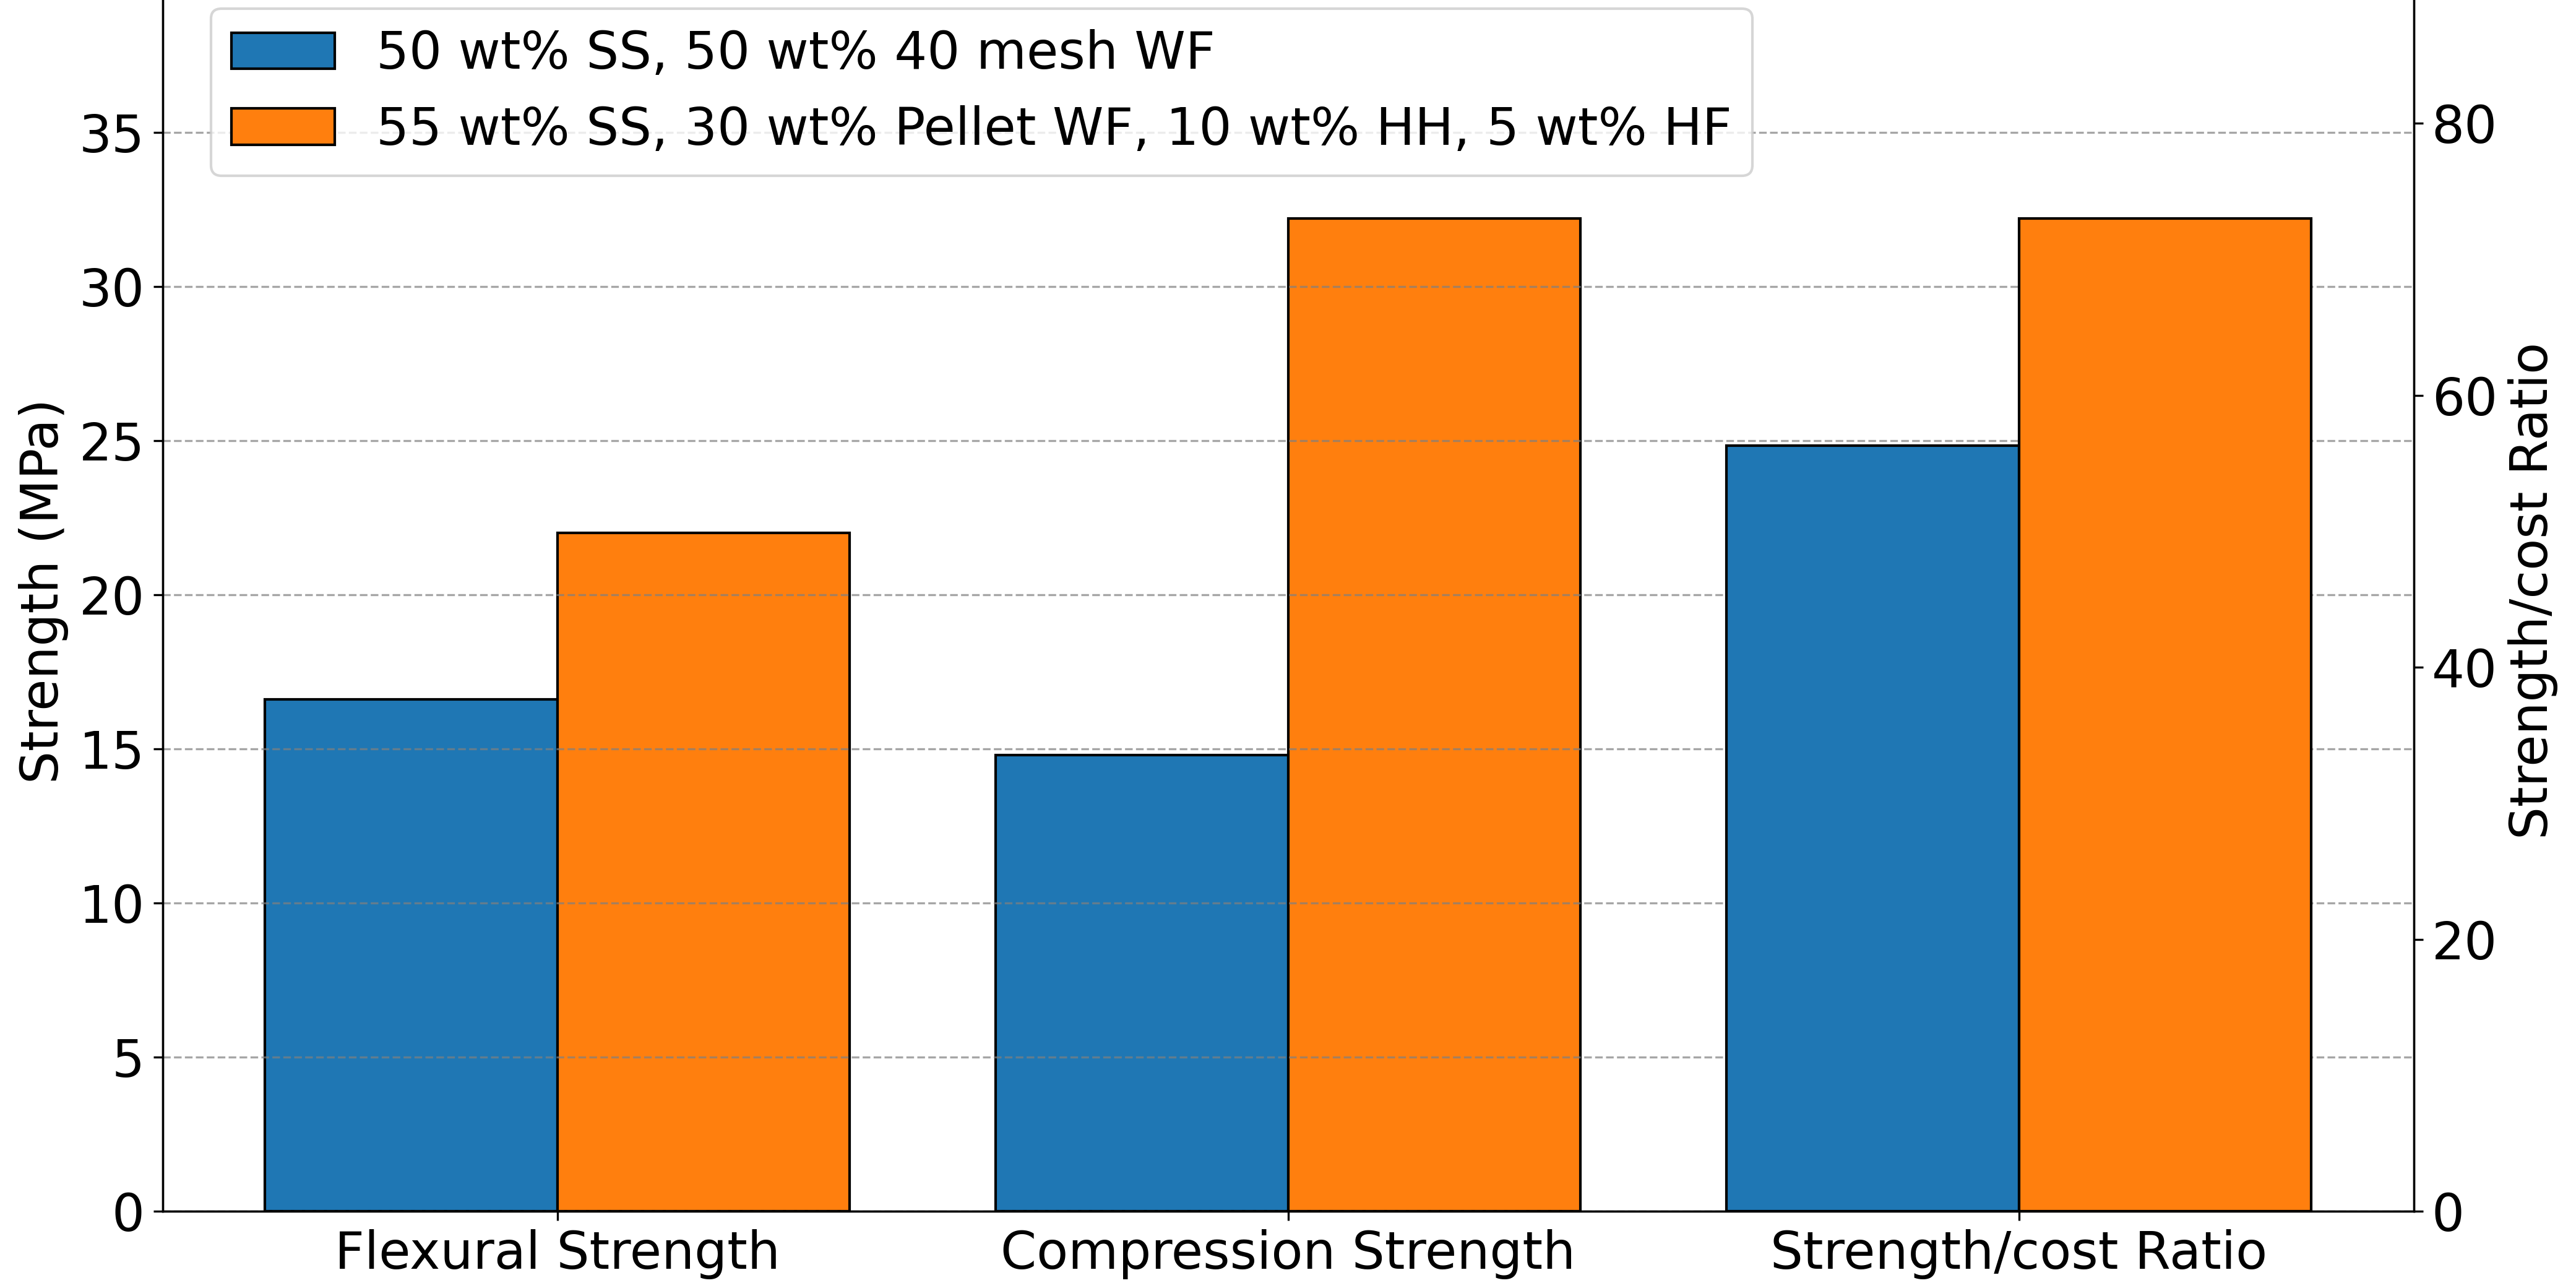 50 wt% SS, 50 wt% 40 mesh WF
55 wt% SS, 30 wt% Pellet WF, 10 wt% HH, 5 wt% HF
Strength (MPa)
35
30
25
20
15
10
5
0
80
60
40
20
0
Strength/cost Ratio
Flexural Strength
Compression Strength
Strength/cost Ratio